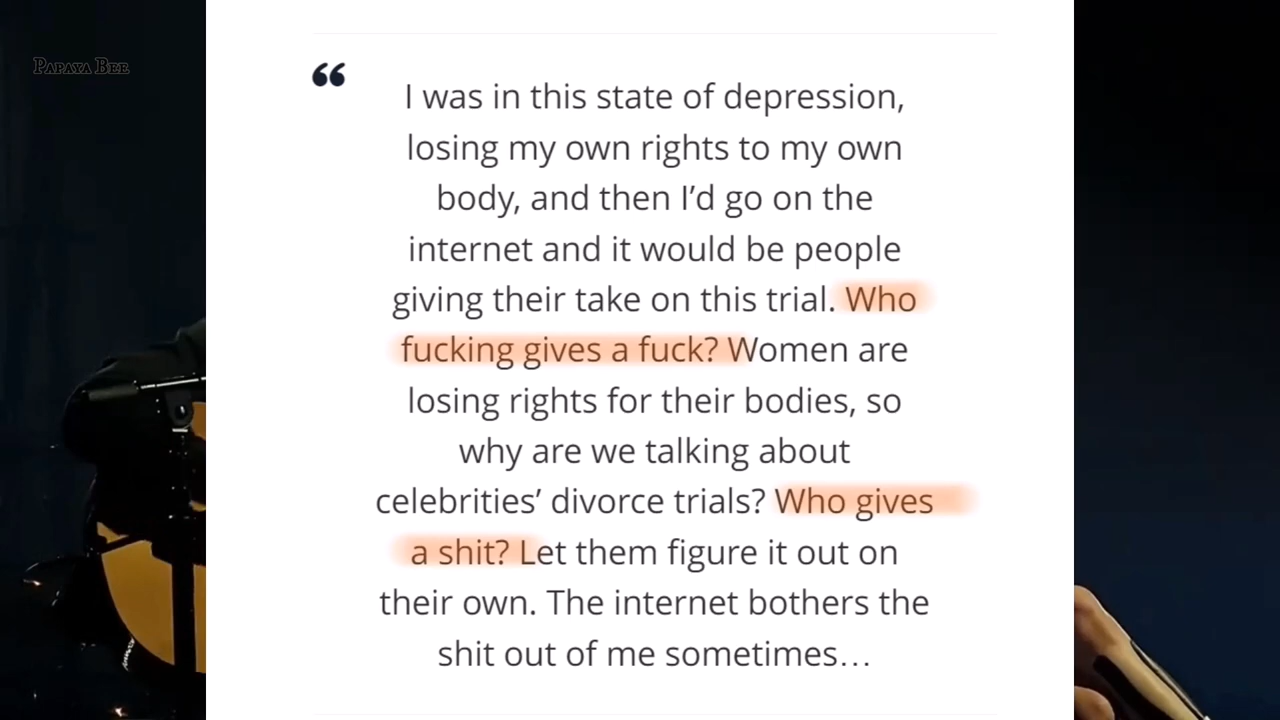 PAPAYA BEE
“
I was in this state of depression,
losing my own rights to my own
body, and then I’d go on the
internet and it would be people
giving their take on this trial. Who
fucking gives a fuck? Women are
losing rights for their bodies, so
why are we talking about
celebrities’ divorce trials? Who gives
a shit? Let them figure it out on
their own. The internet bothers the
shit out of me sometimes…